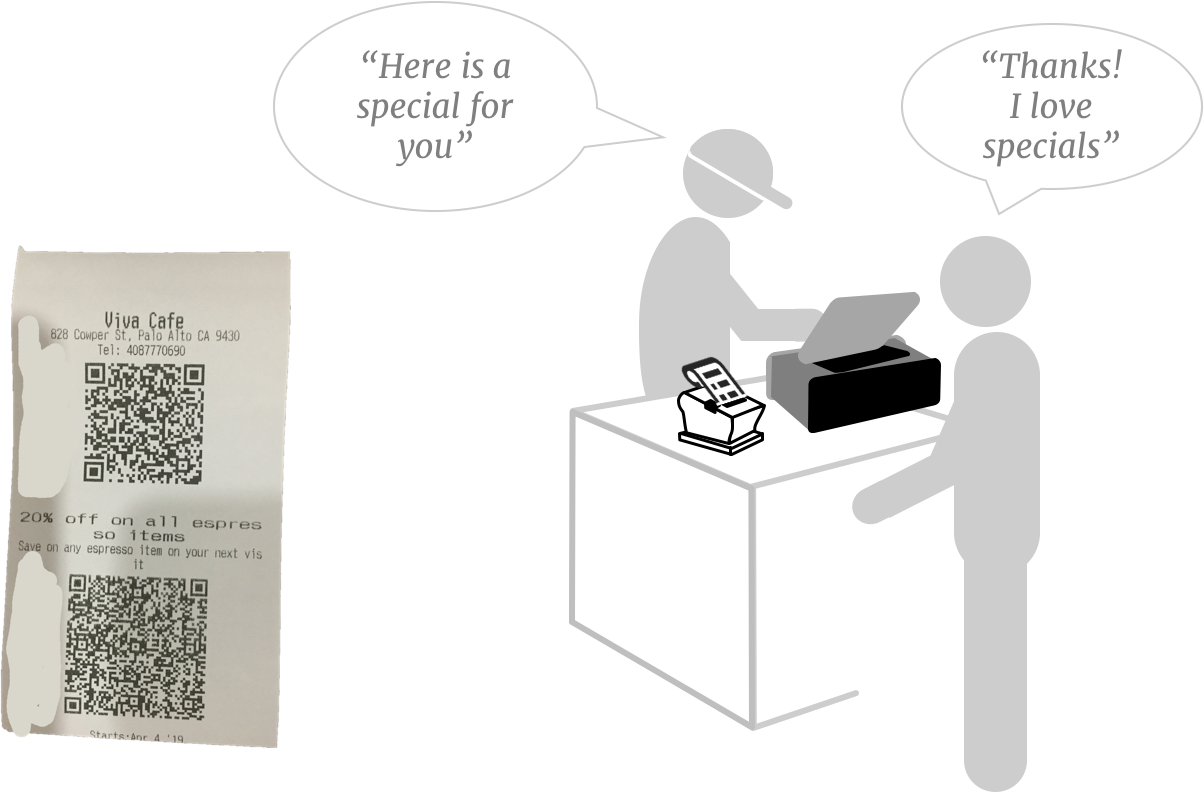 “Here is a
special for
you”
“Thanks!
I love
specials”
Viva Cafe
828 Cowper St, Palo Alto CA 9430
Tel: 4087770690
20% off on all espres
so items
Save on any espresso item on your next vis
it
Starts:Apr 4 '19